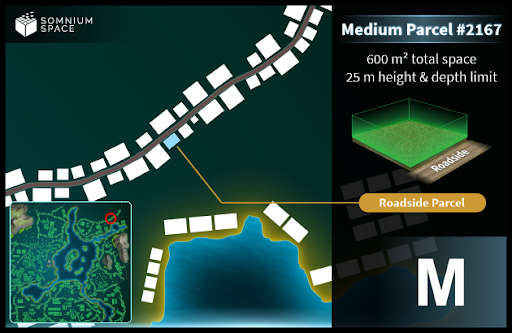 SOMNIUM
SPACE
Medium Parcel #2167
600 m² total space
25 m height & depth limit
Roadside
Roadside Parcel
M